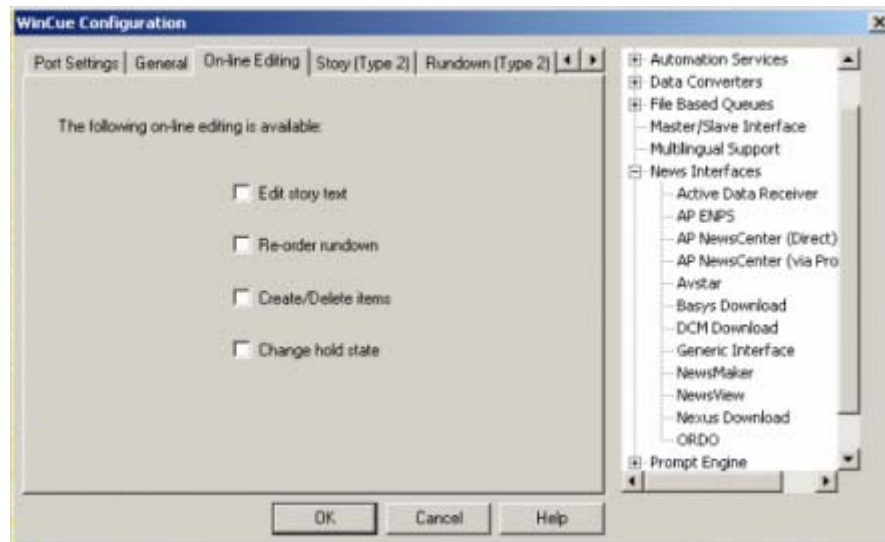 WinCue Configuration
Port Settings
General
On-line Editing
Story (Type 2)
Rundown (Type 2)
The following on-line editing is available:
Edit story text
Re-order rundown
Create/Delete items
Change hold state
OK
Cancel
Help
Automation Services
Data Converters
File Based Queues
Master/Slave Interface
Multilingual Support
News Interfaces
Active Data Receiver
AP ENPS
AP NewsCenter (Direct)
AP NewsCenter (via Pro
Avstar
Basys Download
DCM Download
Generic Interface
NewsMaker
NewsView
Nexus Download
ORDO
Prompt Engine